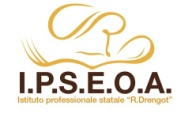 I.P.S.E.O.A.
Istituto professionale statale "R.Drengot"